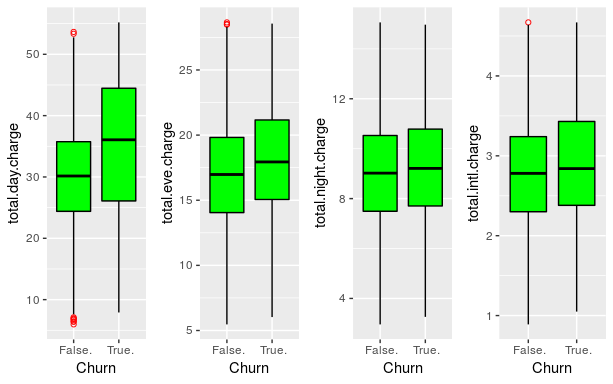 total.day.charge
50
40
30
20
10
False.
True.
Churn
total.eve.charge
25
20
15
10
5
False.
True.
Churn
total.night.charge
12
8
4
False.
True.
Churn
total.intl.charge
4
3
2
1
False.
True.
Churn